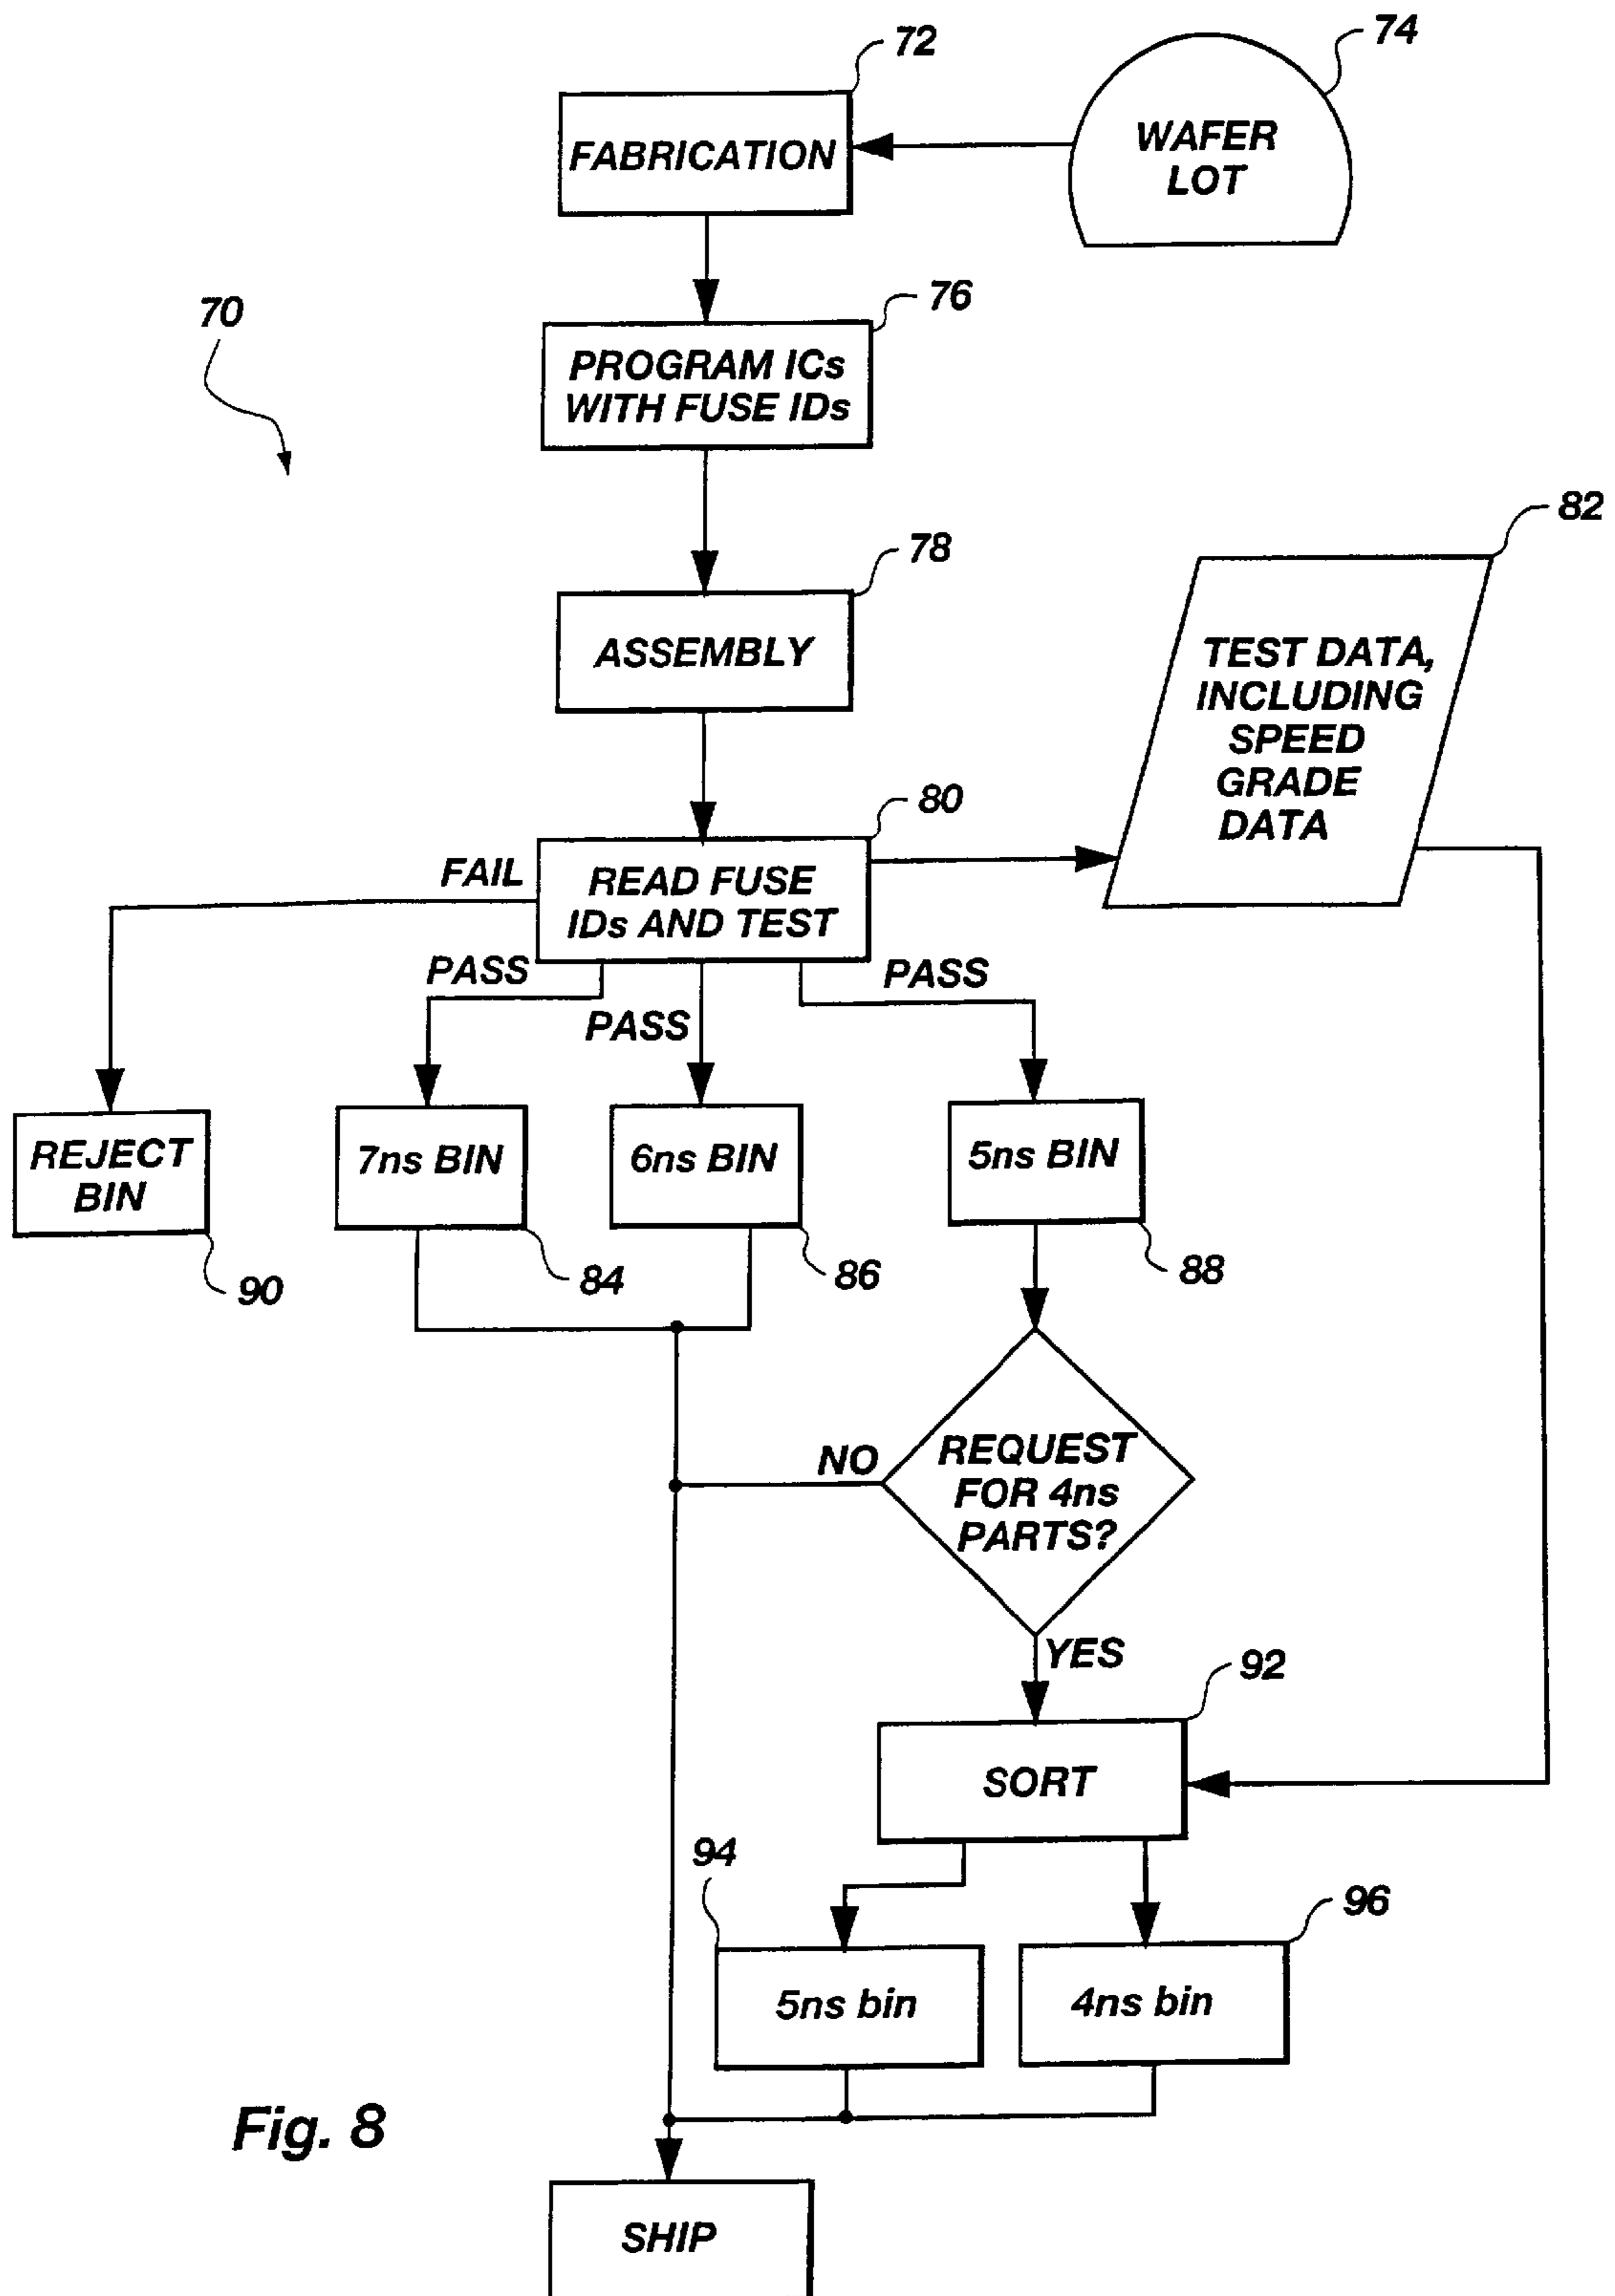 72
74
FABRICATION
WAFER
LOT
70
76
PROGRAM ICs
WITH FUSE IDs
82
78
ASSEMBLY
TEST DATA,
INCLUDING
SPEED
GRADE
DATA
80
FAIL
READ FUSE
IDs AND TEST
PASS
PASS
PASS
REJECT
BIN
7ns BIN
6ns BIN
5ns BIN
90
84
86
88
REQUEST
FOR 4ns
PARTS?
NO
YES
92
SORT
94
96
5ns bin
4ns bin
Fig. 8
SHIP